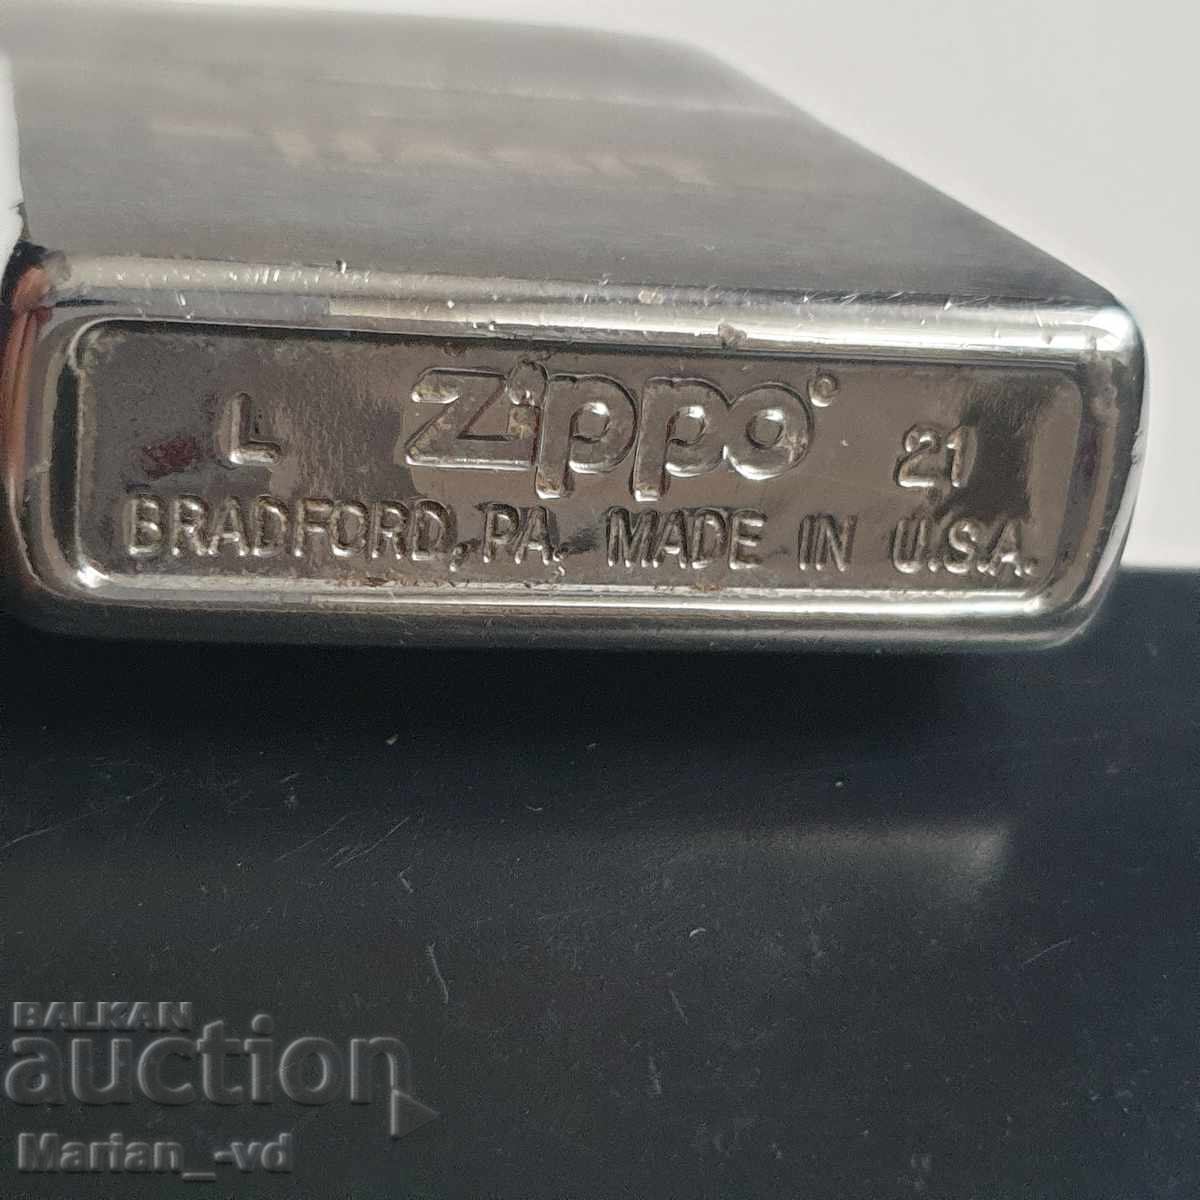 L Zippo® 21
BRADFORD, PA. MADE IN U.S.A.
BALKAN
auction
Marian_-vd